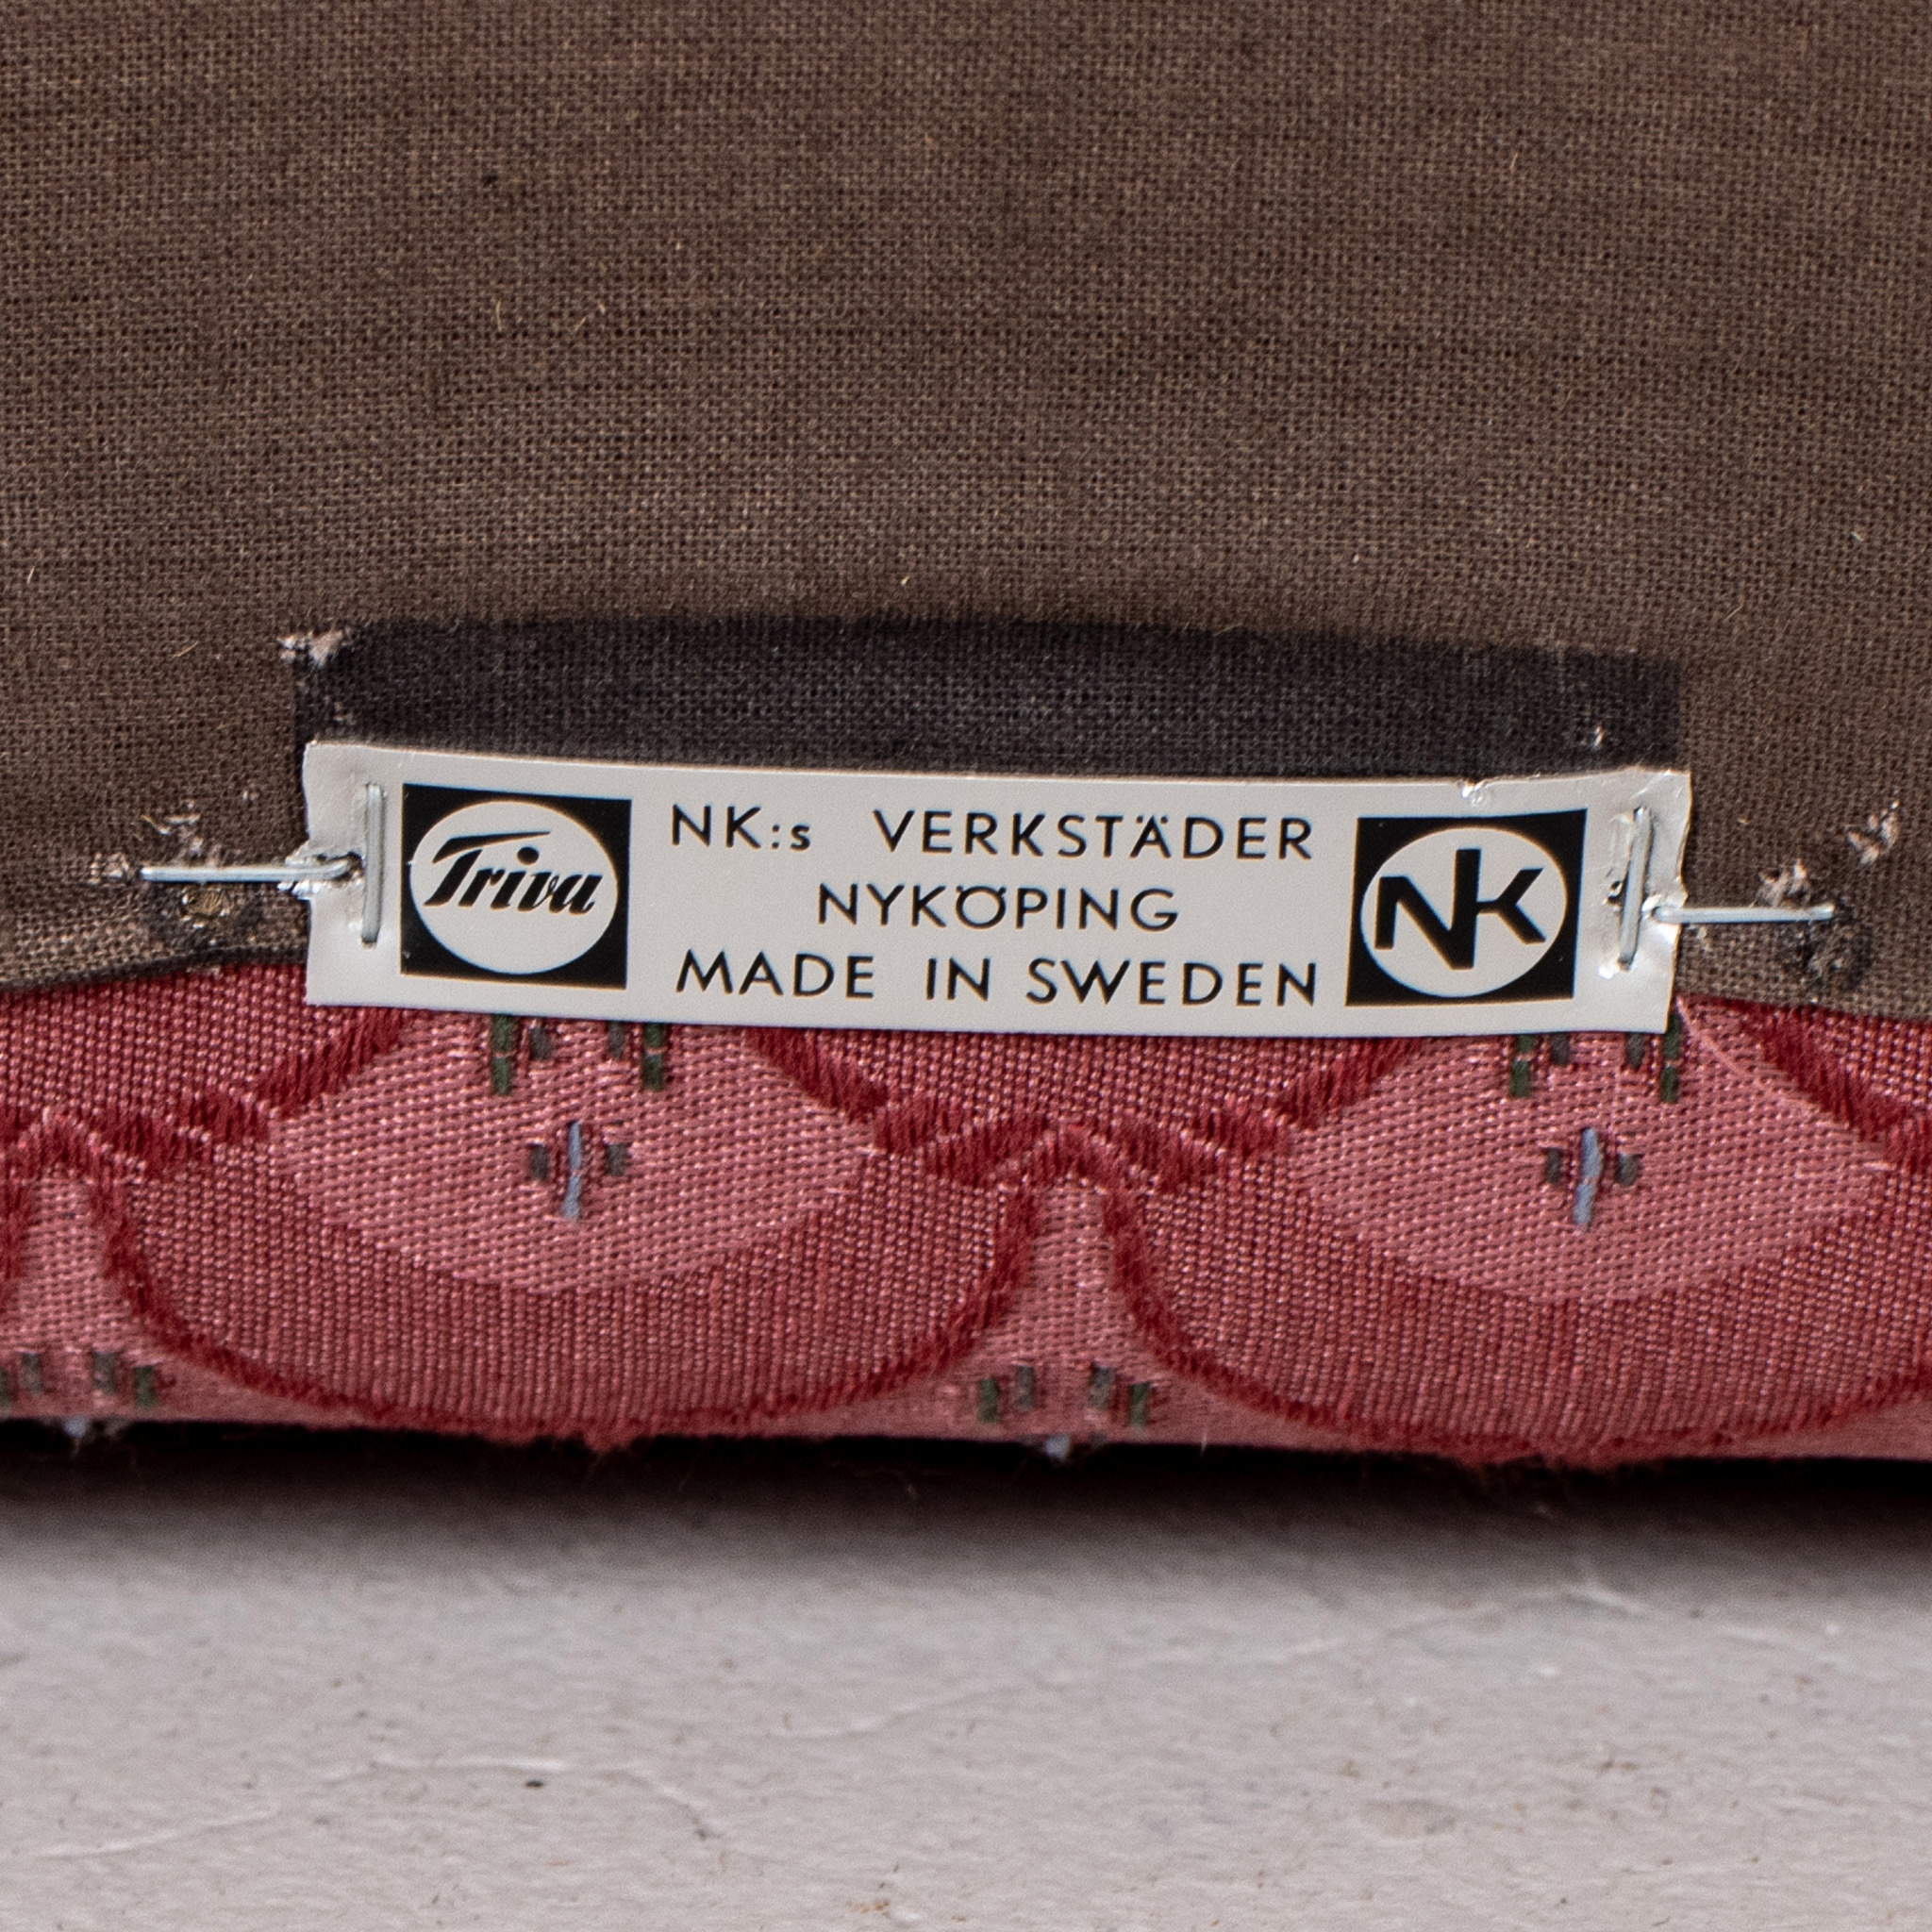 Triva
NK:s VERKSTÄDER
NYKÖPING
MADE IN SWEDEN
NK